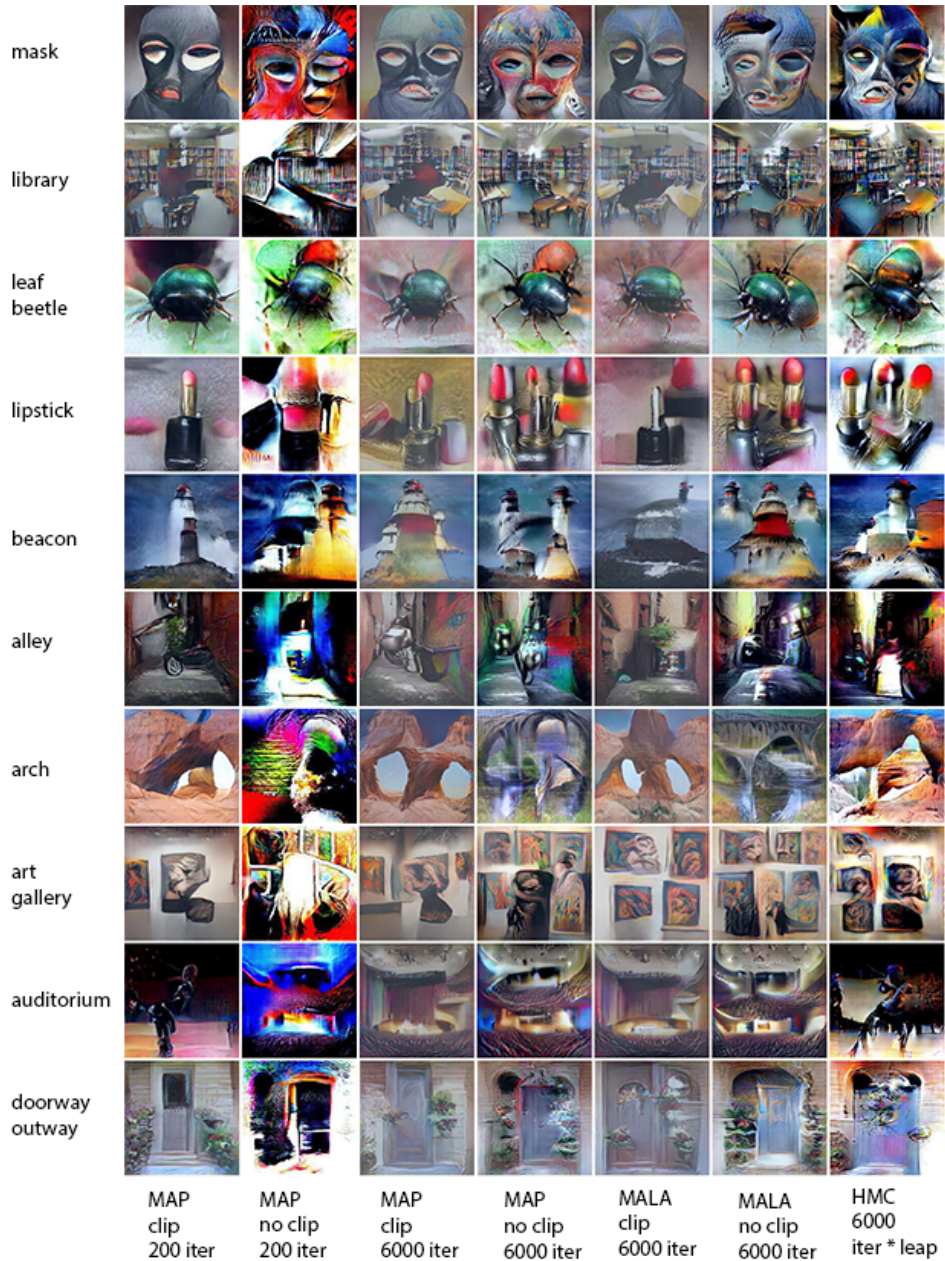 mask
library
leaf
beetle
lipstick
beacon
alley
arch
art
gallery
auditorium
doorway
outway
MAP
clip
200 iter
MAP
no clip
200 iter
MAP
clip
6000 iter
MAP
no clip
6000 iter
MALA
clip
6000 iter
MALA
no clip
6000 iter
HMC
6000
iter * leap